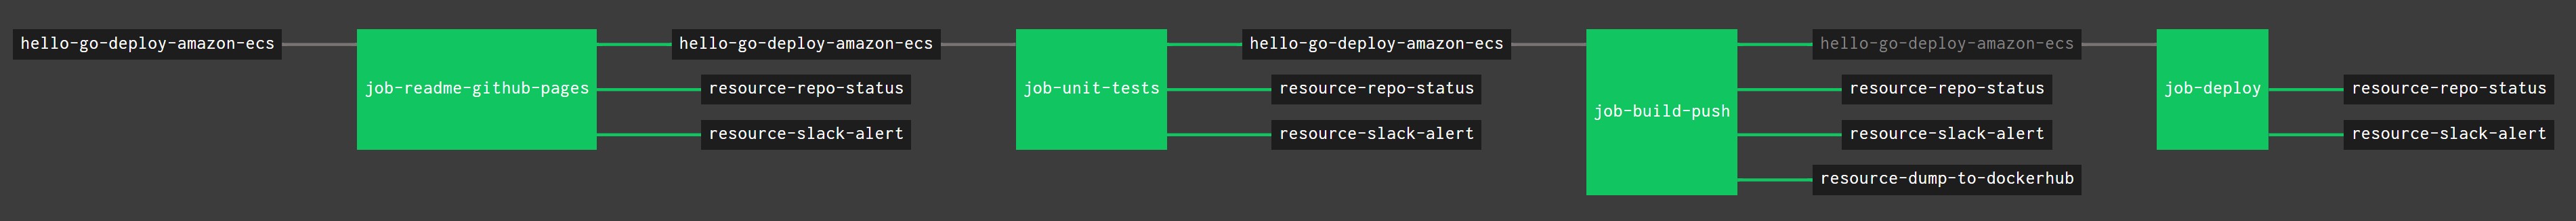 hello-go-deploy-amazon-ecs
job-readme-github-pages
hello-go-deploy-amazon-ecs
resource-repo-status
resource-slack-alert
job-unit-tests
hello-go-deploy-amazon-ecs
resource-repo-status
resource-slack-alert
job-build-push
hello-go-deploy-amazon-ecs
resource-repo-status
resource-slack-alert
resource-dump-to-dockerhub
job-deploy
resource-repo-status
resource-slack-alert